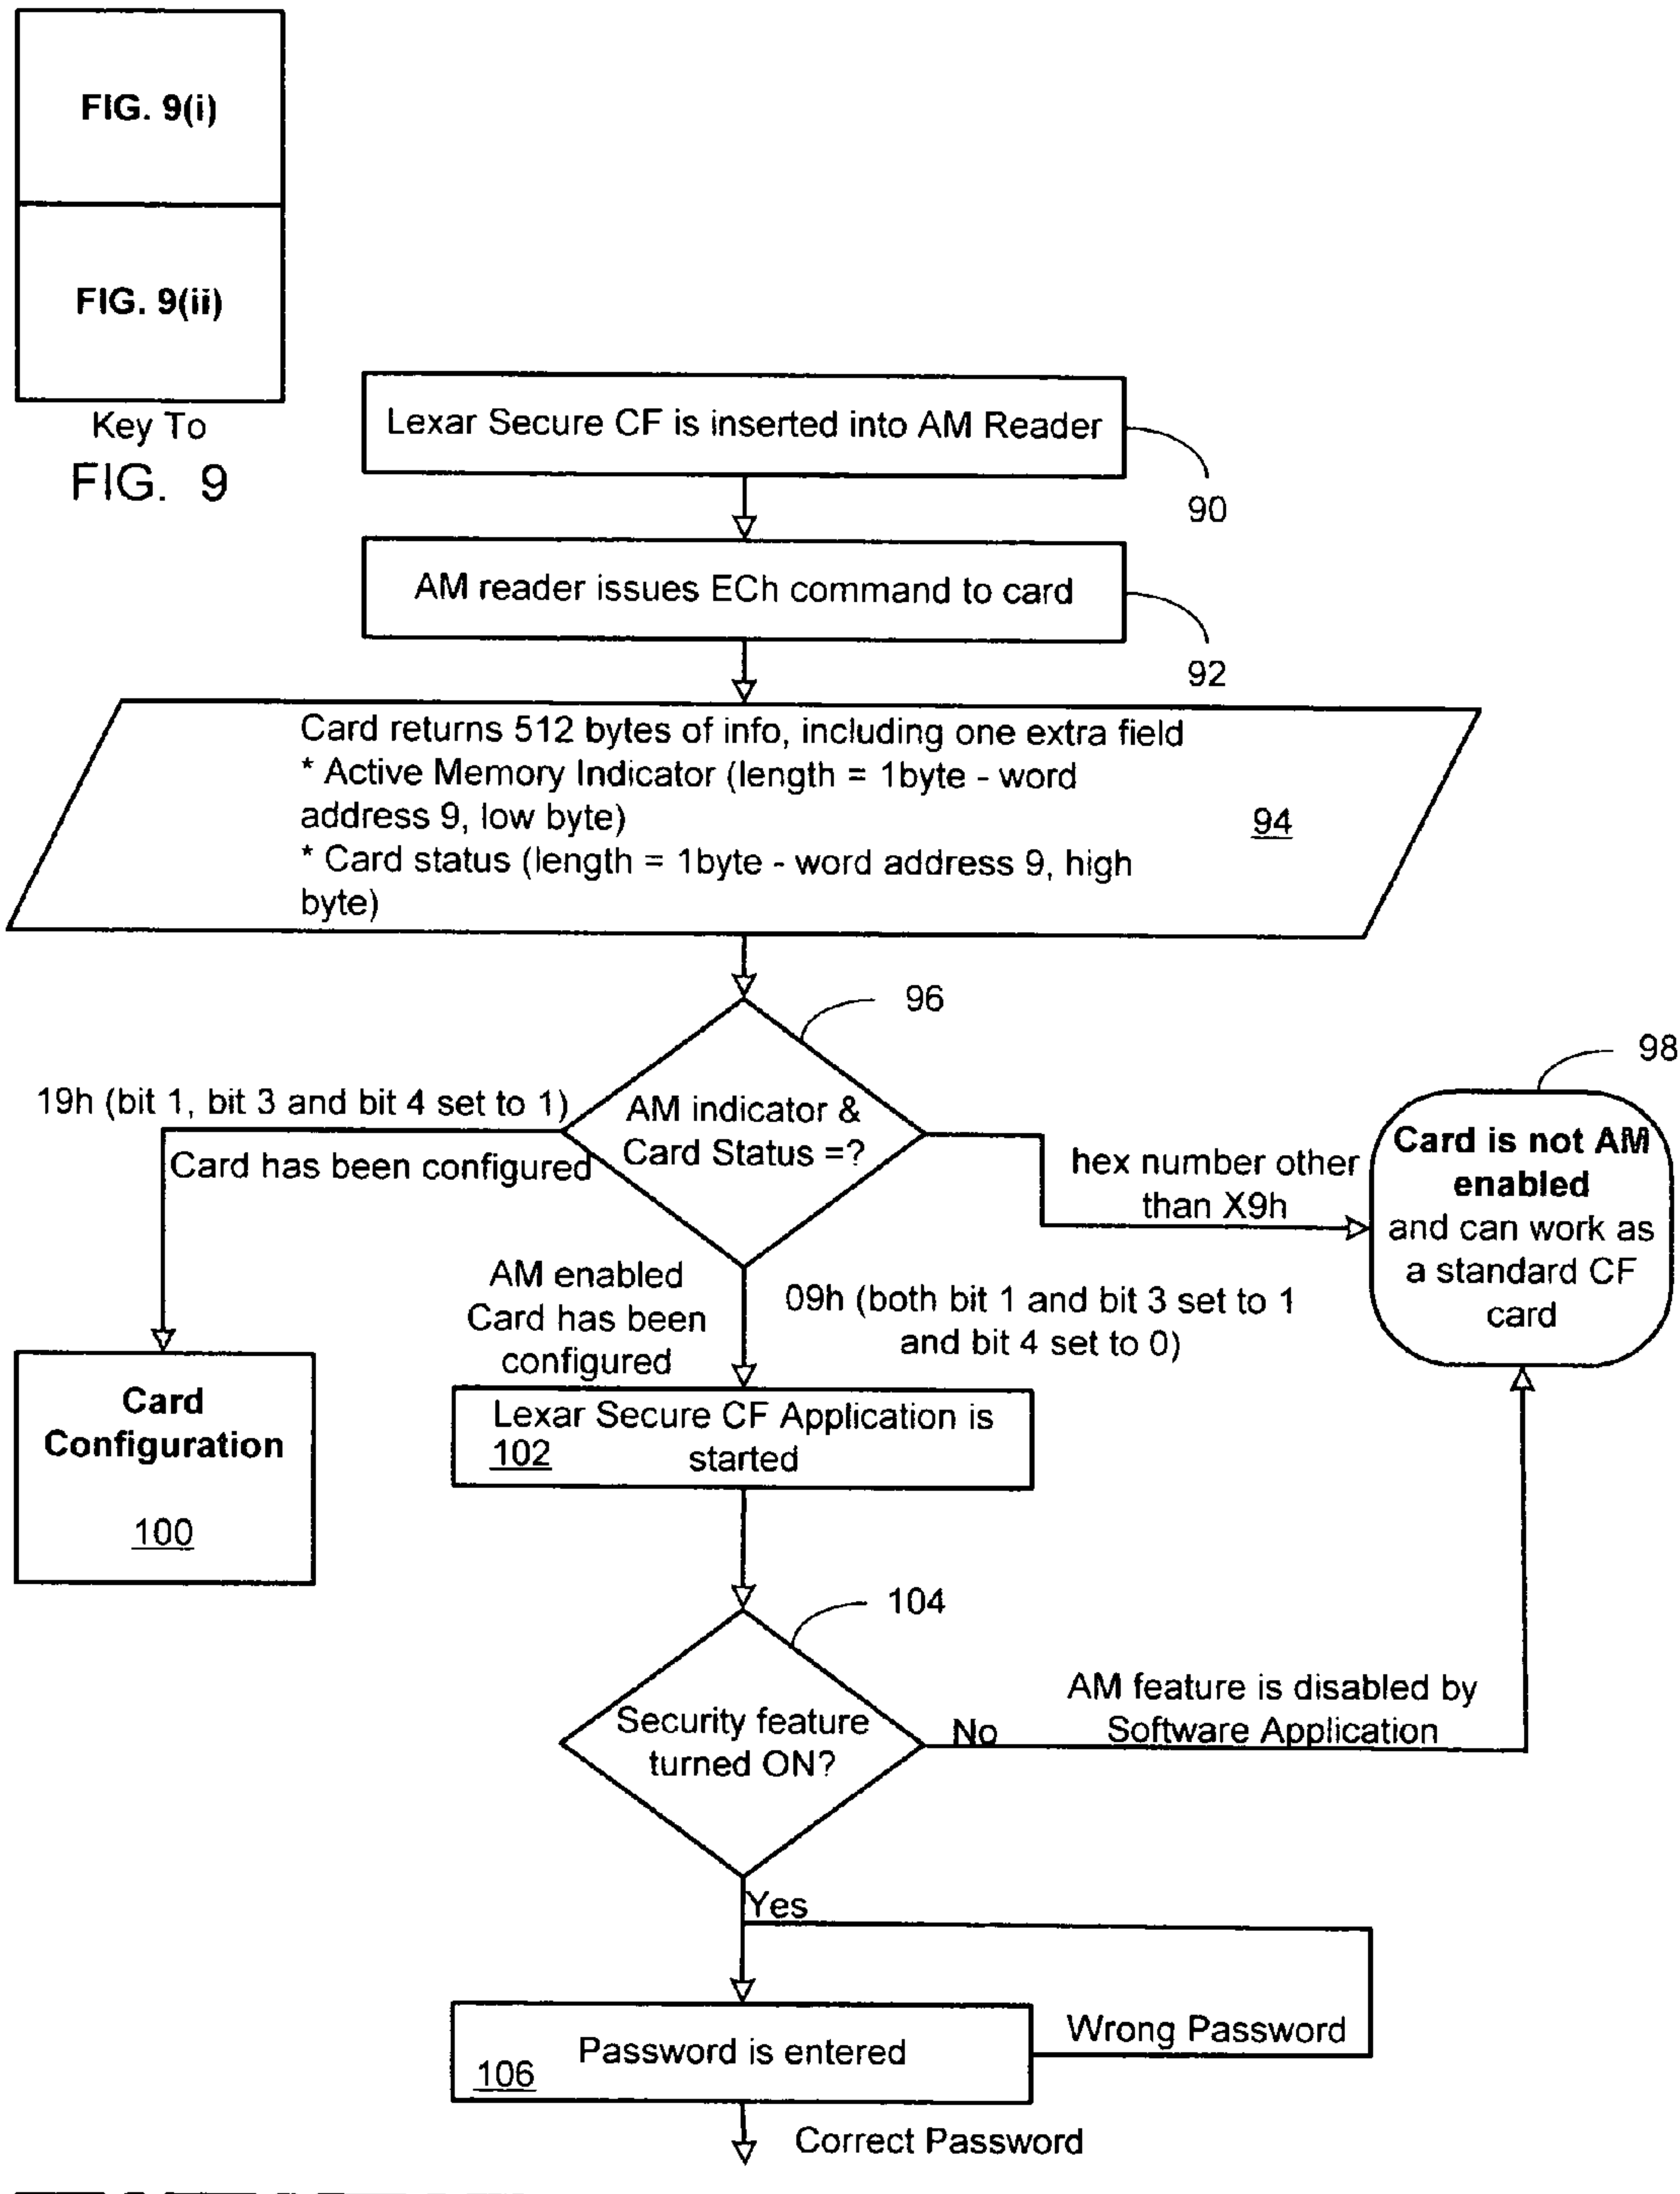 FIG. 9(i)
FIG. 9(ii)
Key To
FIG. 9
Lexar Secure CF is inserted into AM Reader
90
AM reader issues ECh command to card
92
Card returns 512 bytes of info, including one extra field
* Active Memory Indicator (length = 1byte - word
address 9, low byte)
* Card status (length = 1byte - word address 9, high
byte)
94
96
AM indicator &
Card Status =?
19h (bit 1, bit 3 and bit 4 set to 1)
Card has been configured
hex number other
than X9h
98
Card is not AM
enabled
and can work as
a standard CF
card
AM enabled
Card has been
configured
09h (both bit 1 and bit 3 set to 1
and bit 4 set to 0)
Card
Configuration
100
Lexar Secure CF Application is
started
102
104
Security feature
turned ON?
No
AM feature is disabled by
Software Application
Yes
Password is entered
106
Wrong Password
Correct Password